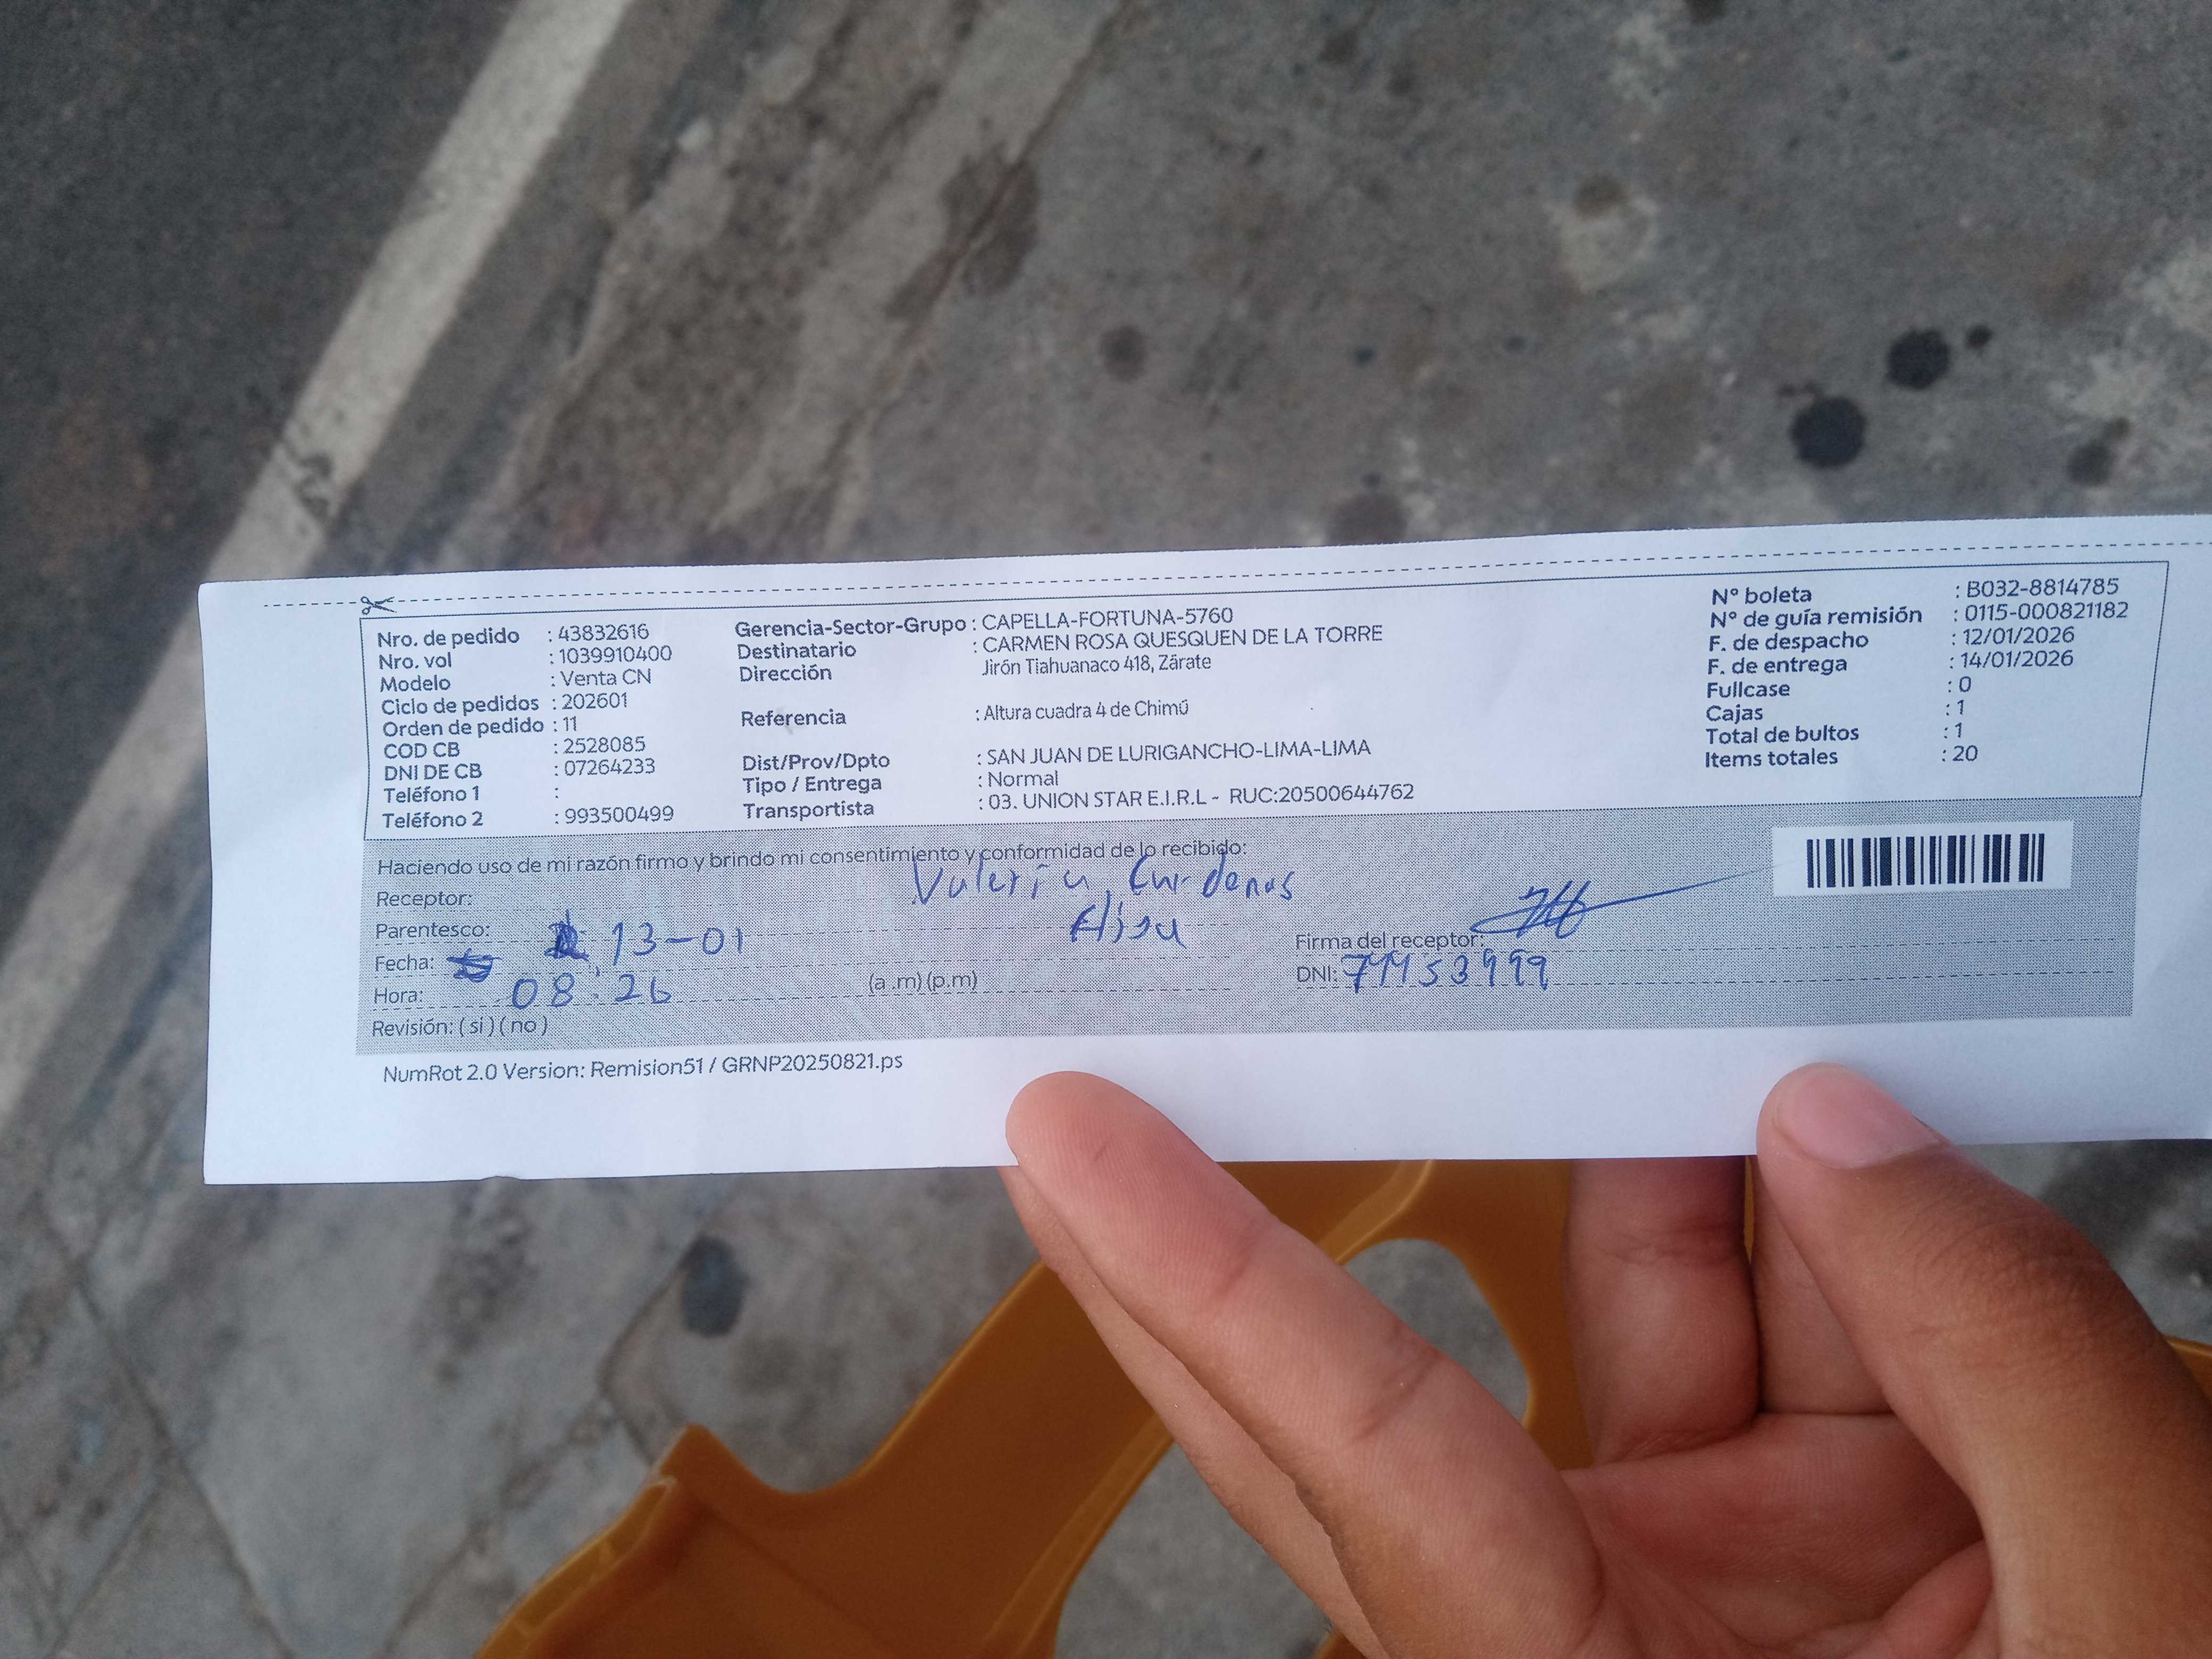 Nro. de pedido : 43832616
Nro. vol : 1039910400
Modelo : Venta CN
Ciclo de pedidos : 202601
Orden de pedido : 11
COD CB : 2528085
DNI DE CB : 07264233
Teléfono 1 :
Teléfono 2 : 993500499
Gerencia-Sector-Grupo : CAPELLA-FORTUNA-5760
Destinatario : CARMEN ROSA QUESQUEN DE LA TORRE
Dirección Jirón Tiahuanaco 418, Zárate
Referencia : Altura cuadra 4 de Chimú
Dist/Prov/Dpto : SAN JUAN DE LURIGANCHO-LIMA-LIMA
Tipo / Entrega : Normal
Transportista : 03. UNION STAR E.I.R.L - RUC:20500644762
N° boleta : B032-8814785
N° de guía remisión : 0115-000821182
F. de despacho : 12/01/2026
F. de entrega : 14/01/2026
Fullcase : 0
Cajas : 1
Total de bultos : 1
Items totales : 20
Haciendo uso de mi razón firmo y brindo mi consentimiento y conformidad de lo recibido:
Receptor: Valeria Cardenas
Parentesco:
Fecha: 13-01
Hora: 08:26 (a .m) (p.m)
Revisión: ( si ) ( no )
Firma del receptor:
DNI:
NumRot 2.0 Version: Remision51 / GRNP20250821.ps